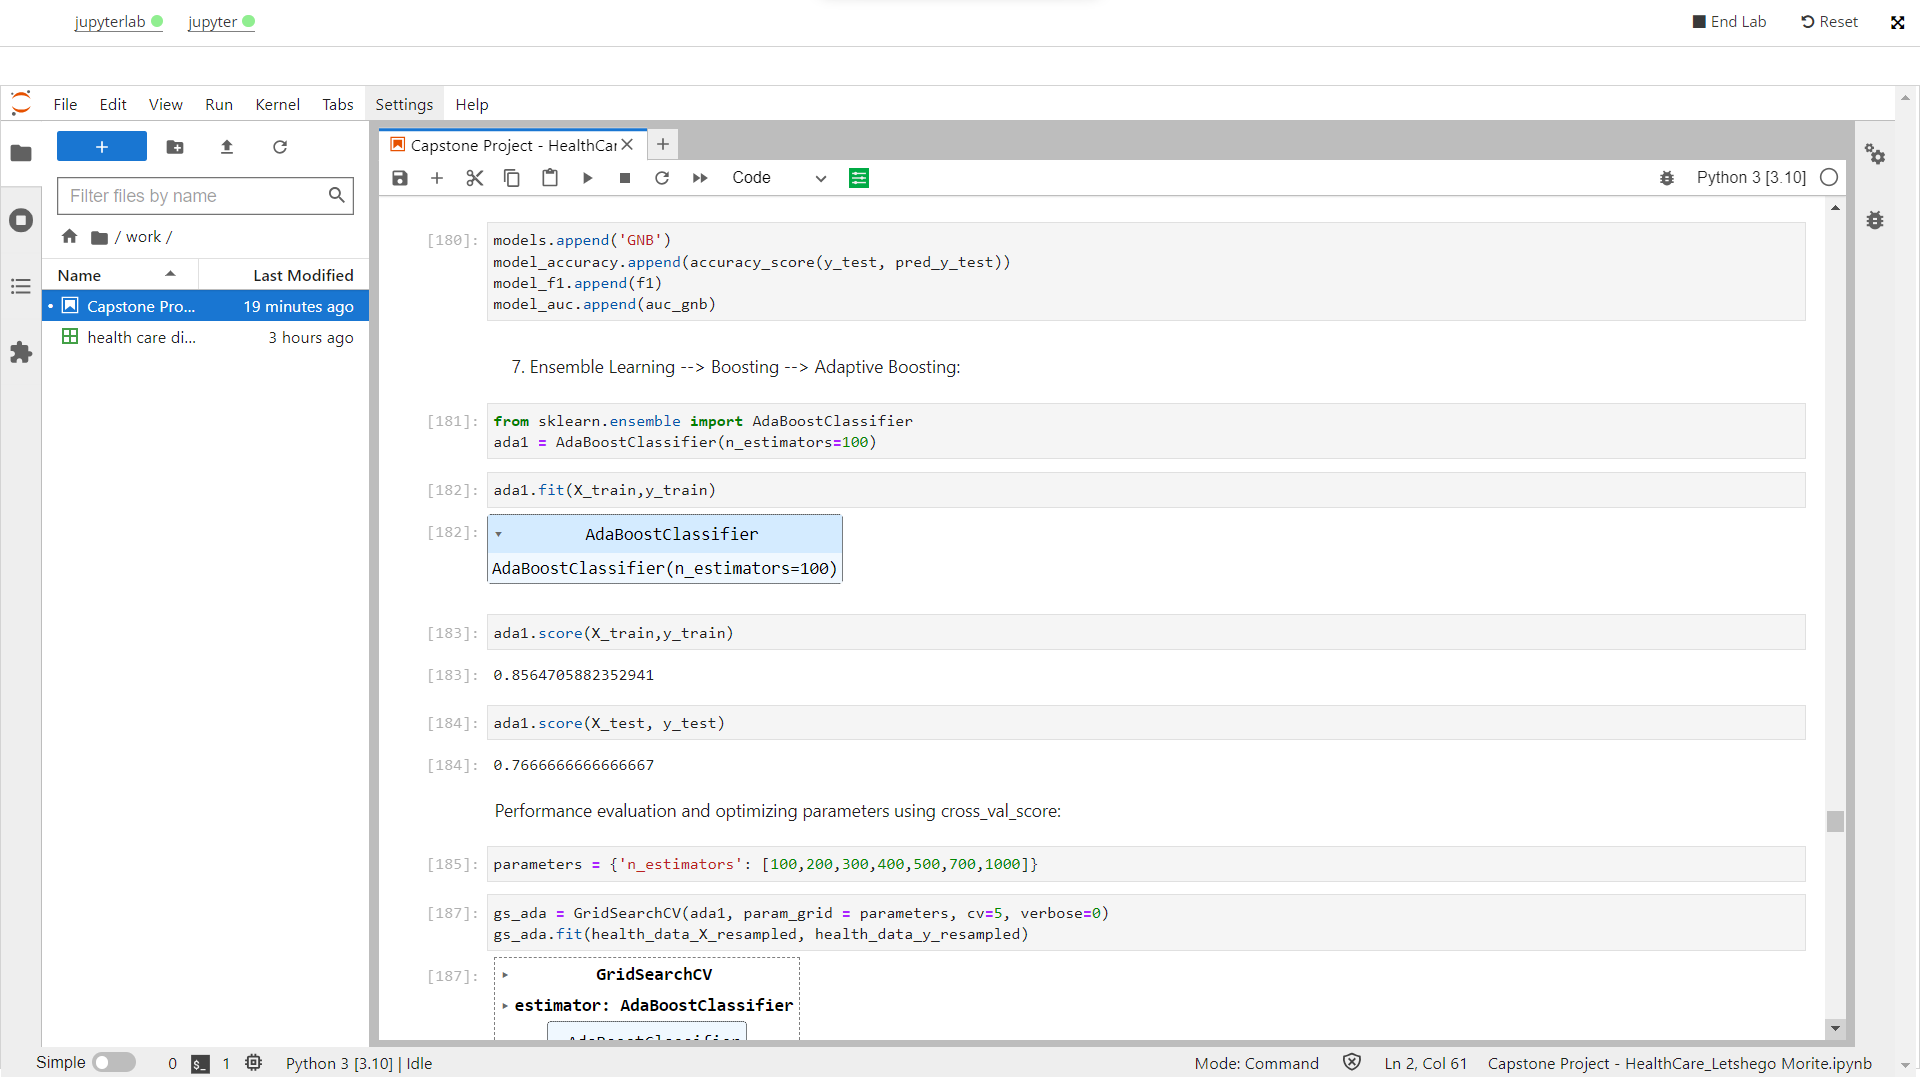 jupyterlab jupyter End Lab Reset
File Edit View Run Kernel Tabs Settings Help
Capstone Project - HealthCar
Code Python 3 [3.10]
Filter files by name
/ work /
Name Last Modified
Capstone Pro... 19 minutes ago
health care di... 3 hours ago
[180]: models.append('GNB')
model_accuracy.append(accuracy_score(y_test, pred_y_test))
model_f1.append(f1)
model_auc.append(auc_gnb)
7. Ensemble Learning --> Boosting --> Adaptive Boosting:
[181]: from sklearn.ensemble import AdaBoostClassifier
ada1 = AdaBoostClassifier(n_estimators=100)
[182]: ada1.fit(X_train,y_train)
[182]: AdaBoostClassifier
AdaBoostClassifier(n_estimators=100)
[183]: ada1.score(X_train,y_train)
[183]: 0.8564705882352941
[184]: ada1.score(X_test, y_test)
[184]: 0.7666666666666667
Performance evaluation and optimizing parameters using cross_val_score:
[185]: parameters = {'n_estimators': [100,200,300,400,500,700,1000]}
[187]: gs_ada = GridSearchCV(ada1, param_grid = parameters, cv=5, verbose=0)
gs_ada.fit(health_data_X_resampled, health_data_y_resampled)
[187]: GridSearchCV
estimator: AdaBoostClassifier
AdaBoostClassifier
Simple 0 $_ 1 Python 3 [3.10] | Idle Mode: Command Ln 2, Col 61 Capstone Project - HealthCare_Letshego Morite.ipynb